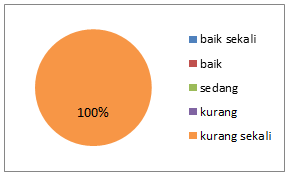 100%
baik sekali
baik
sedang
kurang
kurang sekali